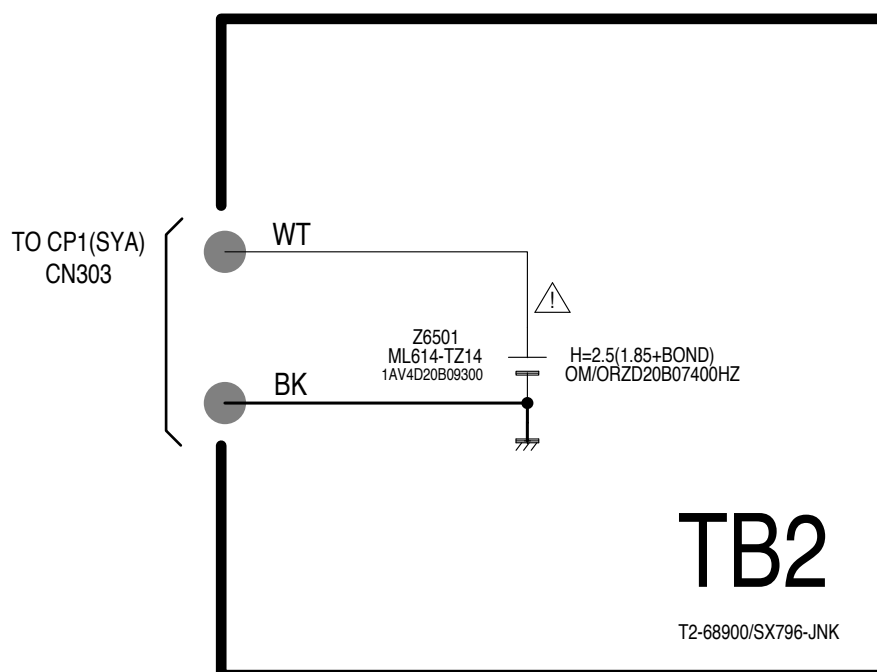 TO CP1(SYA)
CN303
WT
BK
Z6501
ML614-TZ14
1AV4D20B09300
!
H=2.5(1.85+BOND)
OM/ORZD20B07400HZ
TB2
T2-68900/SX796-JNK